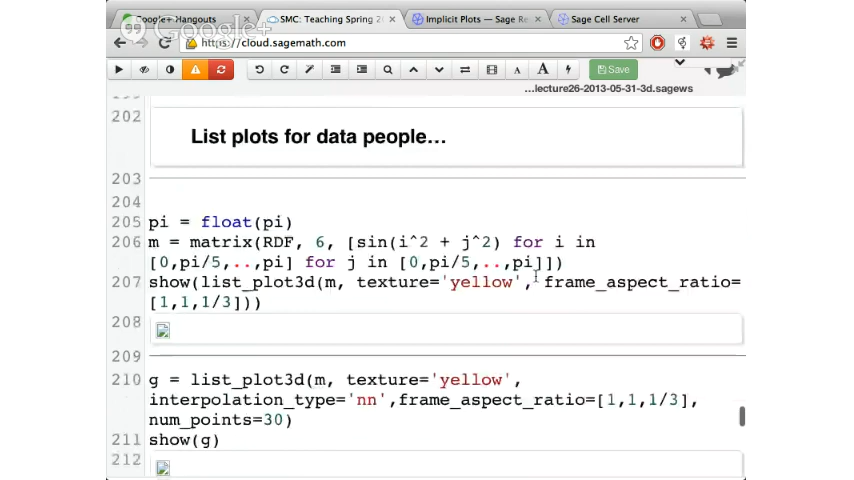 Google+ Hangouts
SMC: Teaching Spring 2
Implicit Plots — Sage Re
Sage Cell Server
Google+
https://cloud.sagemath.com
A
A
Save
...lecture26-2013-05-31-3d.sagews
202
List plots for data people...
203
204
205 pi = float(pi)
206 m = matrix(RDF, 6, [sin(i^2 + j^2) for i in
[0,pi/5,..,pi] for j in [0,pi/5,..,pi]])
207 show(list_plot3d(m, texture='yellow', frame_aspect_ratio=
[1,1,1/3]))
208
209
210 g = list_plot3d(m, texture='yellow',
interpolation_type='nn',frame_aspect_ratio=[1,1,1/3],
num_points=30)
211 show(g)
212